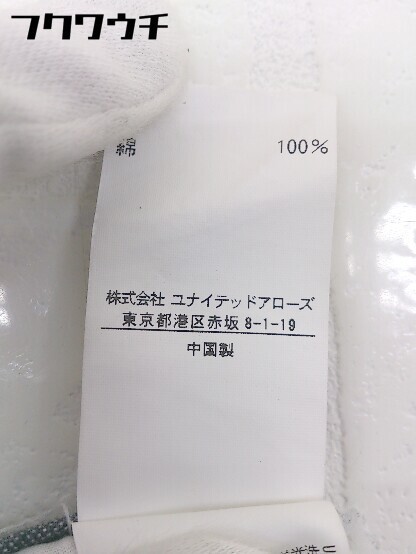 フクウワチ
綿 100%
株式会社 ユナイテッドアローズ
東京都港区赤坂 8-1-19
中国製